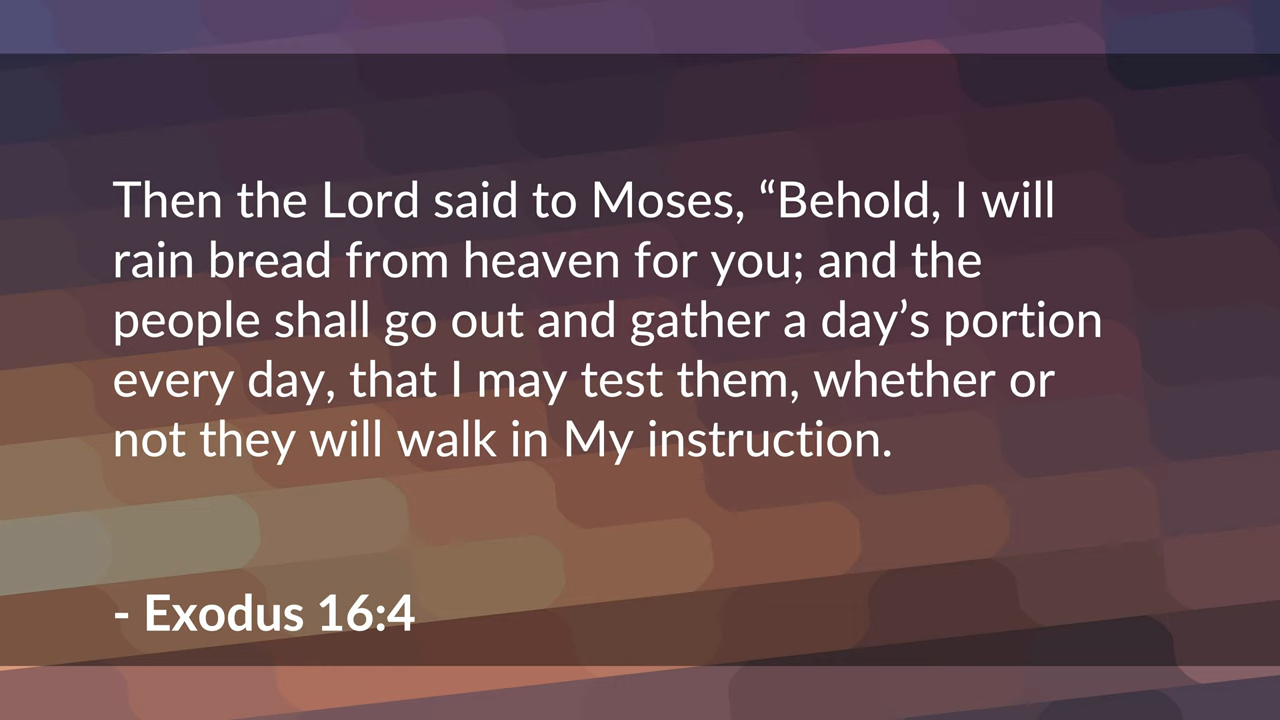 Then the Lord said to Moses, “Behold, I will
rain bread from heaven for you; and the
people shall go out and gather a day’s portion
every day, that I may test them, whether or
not they will walk in My instruction.
- Exodus 16:4